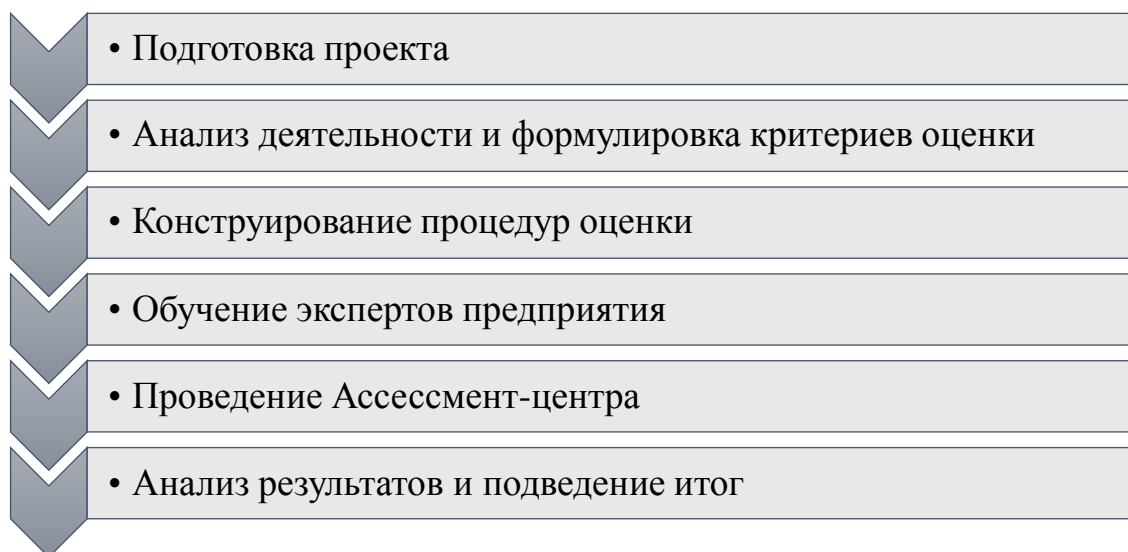 • Подготовка проекта
• Анализ деятельности и формулировка критериев оценки
• Конструирование процедур оценки
• Обучение экспертов предприятия
• Проведение Ассессмент-центра
• Анализ результатов и подведение итог